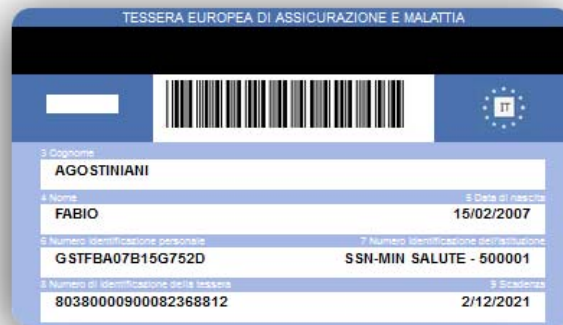 TESSERA EUROPEA DI ASSICURAZIONE E MALATTIA
IT
3 Cognome
AGOSTINIANI
4 Nome 5 Data di nascita
FABIO 15/02/2007
6 Numero identificazione personale 7 Numero identificazione dell'istituzione
GSTFBA07B15G752D SSN-MIN SALUTE - 500001
8 Numero di identificazione della tessera 9 Scadenza
80380000900082368812 2/12/2021